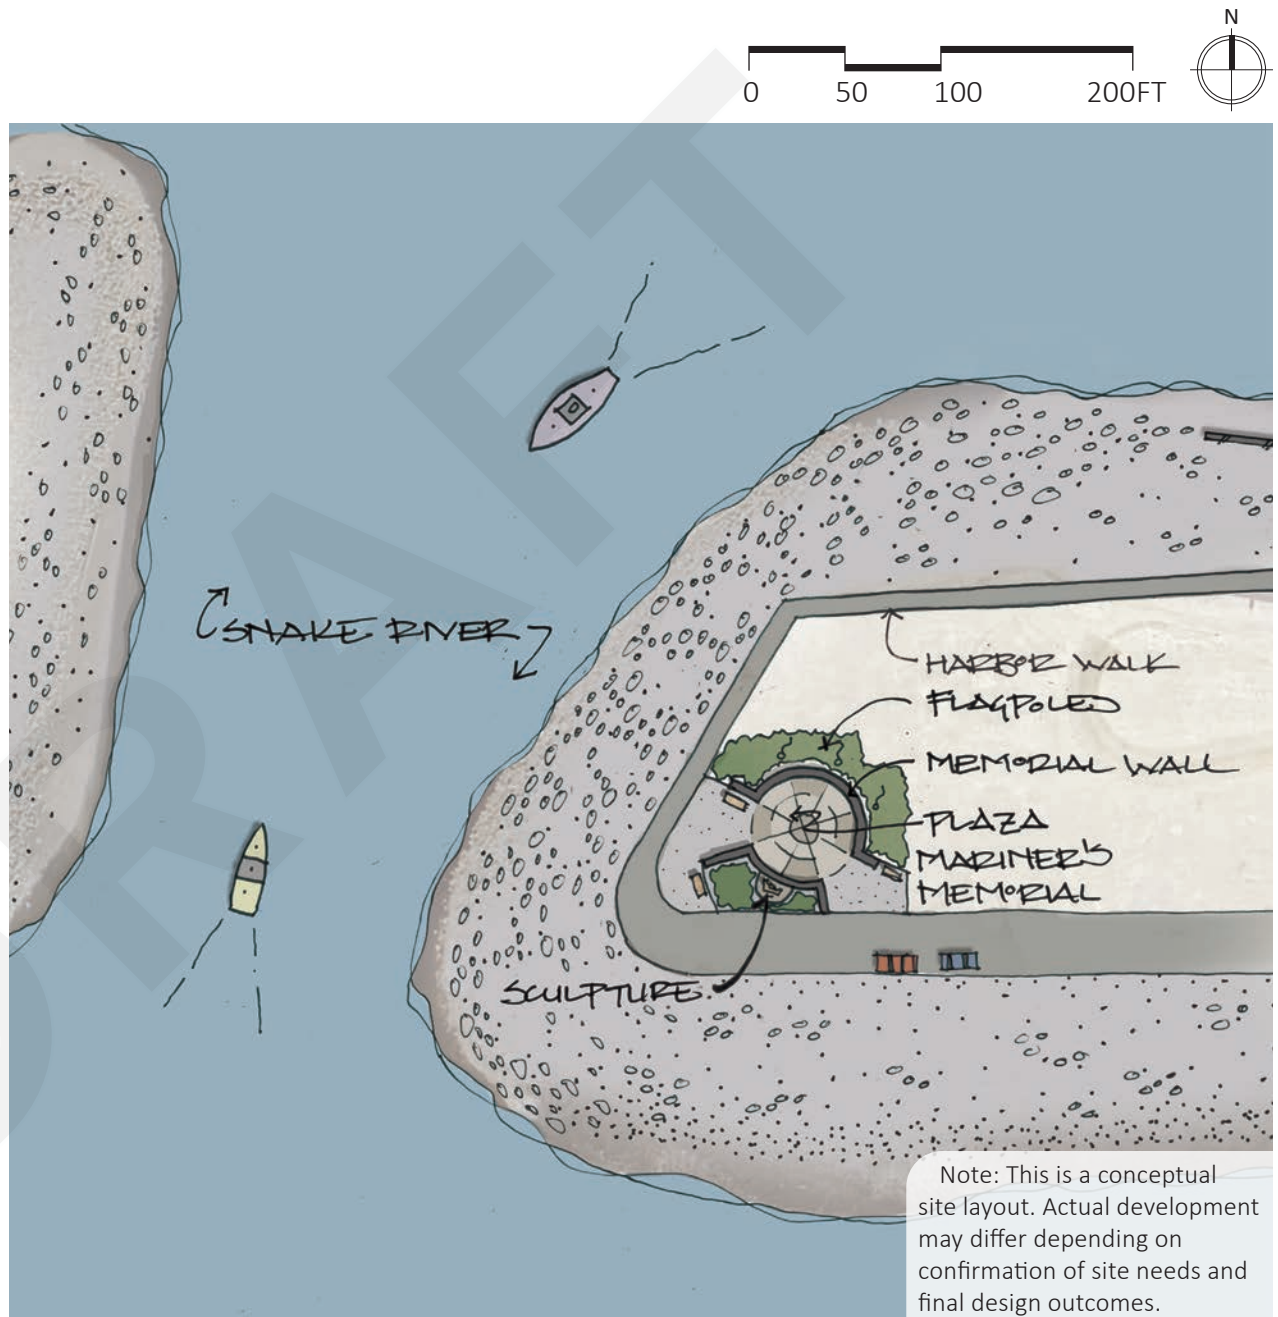 N
0 50 100 200FT
DRAFT
SNAKE RIVER
HARBOR WALK
FLAGPOLES
MEMORIAL WALL
PLAZA
MARINER'S
MEMORIAL
SCULPTURE
Note: This is a conceptual
site layout. Actual development
may differ depending on
confirmation of site needs and
final design outcomes.